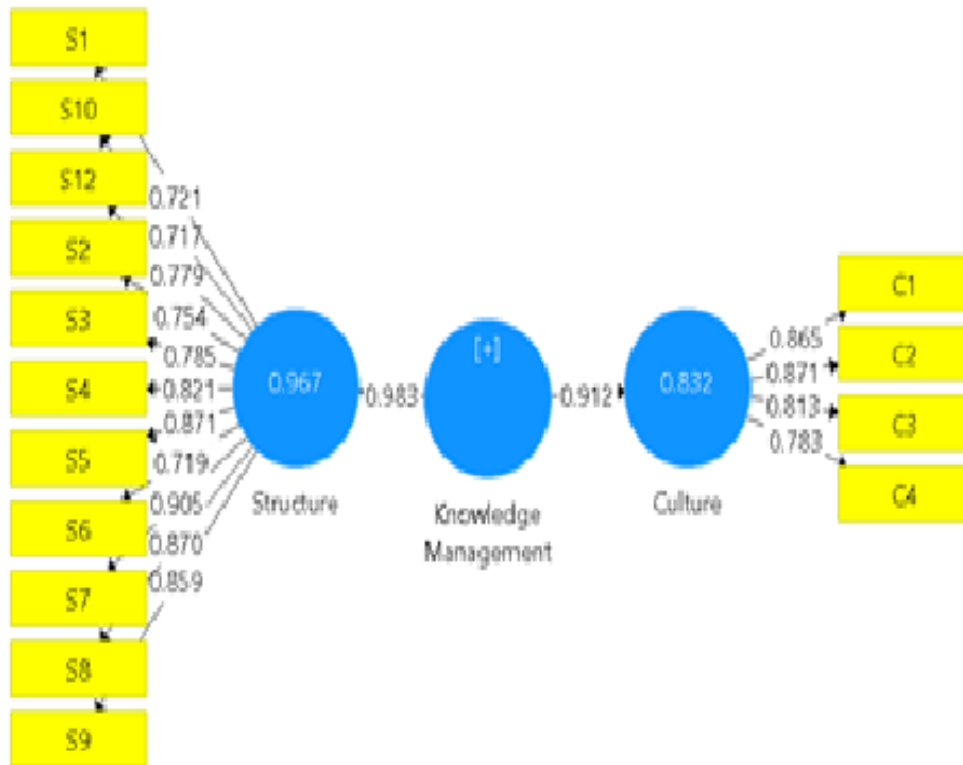 S1
S10
S12
S2
S3
S4
S5
S6
S7
S8
S9
0.721
0.717
0.779
0.754
0.785
0.821
0.871
0.719
0.905
0.870
0.859
0.967
Structure
0.983
[+]
Knowledge
Management
0.912
0.832
Culture
0.865
0.871
0.813
0.783
C1
C2
C3
C4